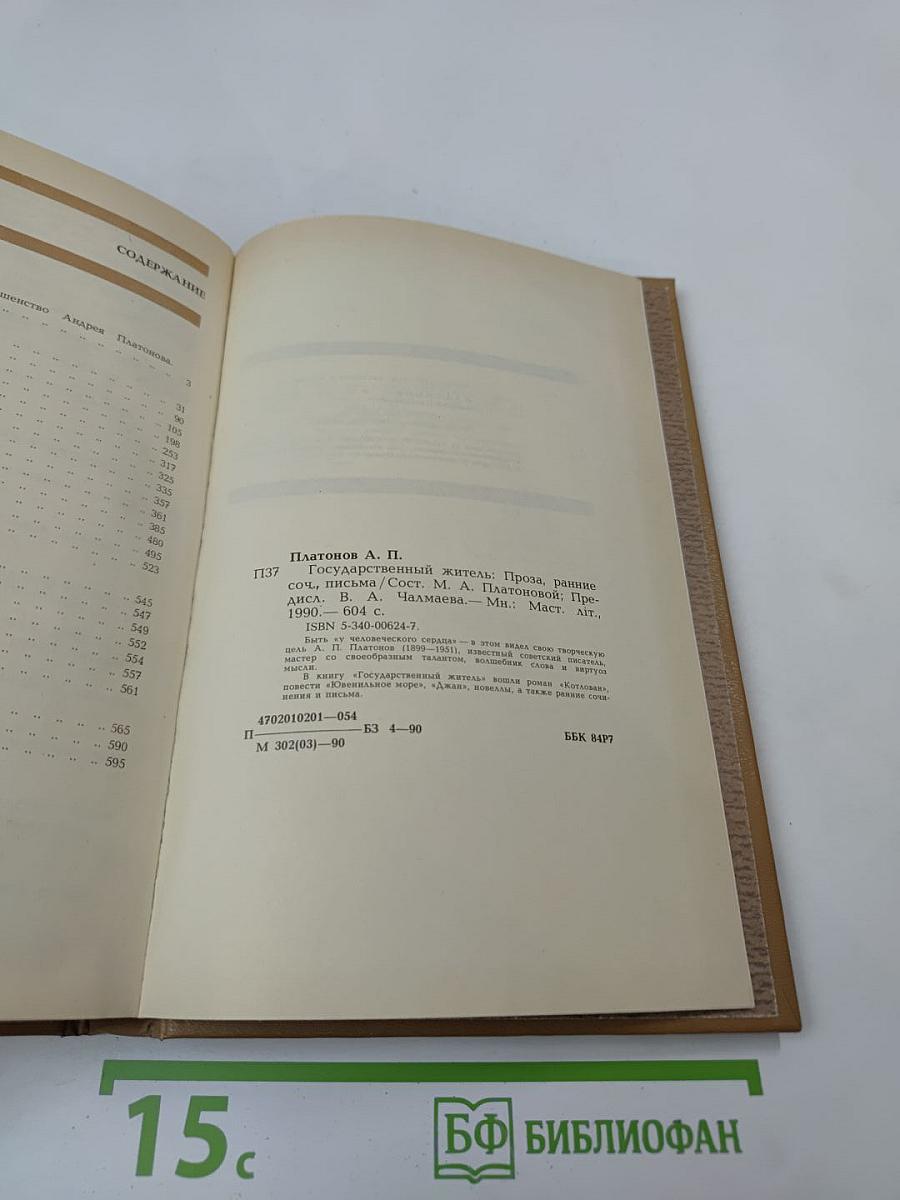 СОДЕРЖАНИЕ
Андрея Платонова.
3
31
90
105
198
253
317
325
335
357
361
385
480
495
523
545
547
549
552
554
557
561
565
590
595
Платонов А. П.
П37 Государственный житель: Проза, ранние
соч., письма/Сост. М. А. Платоновой; Пре-
дисл. В. А. Чалмаева.— Мн.: Маст. літ.,
1990.— 604 с.
ISBN 5-340-00624-7.
Быть «у человеческого сердца» — в этом видел свою творческую
цель А. П. Платонов (1899—1951), известный советский писатель,
мастер со своеобразным талантом, волшебник слова и виртуоз
мысли.
В книгу «Государственный житель» вошли роман «Котлован»,
повести «Ювенильное море», «Джан», новеллы, а также ранние сочи-
нения и письма.
4702010201—054
П БЗ 4—90
М 302(03)—90
ББК 84Р7
15 с
БФ БИБЛИОФАН